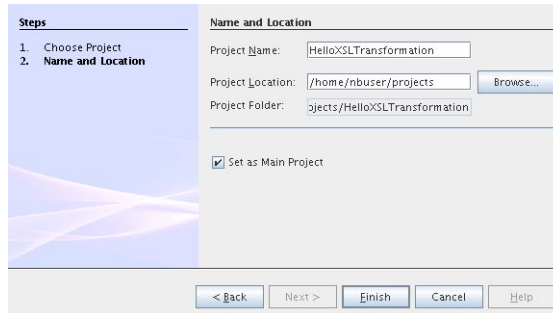 Steps
1. Choose Project
2. Name and Location
Name and Location
Project Name: HelloXSLTransformation
Project Location: /home/nbuser/projects Browse...
Project Folder: ojects/HelloXSLTransformation
Set as Main Project
< Back Next > Finish Cancel Help